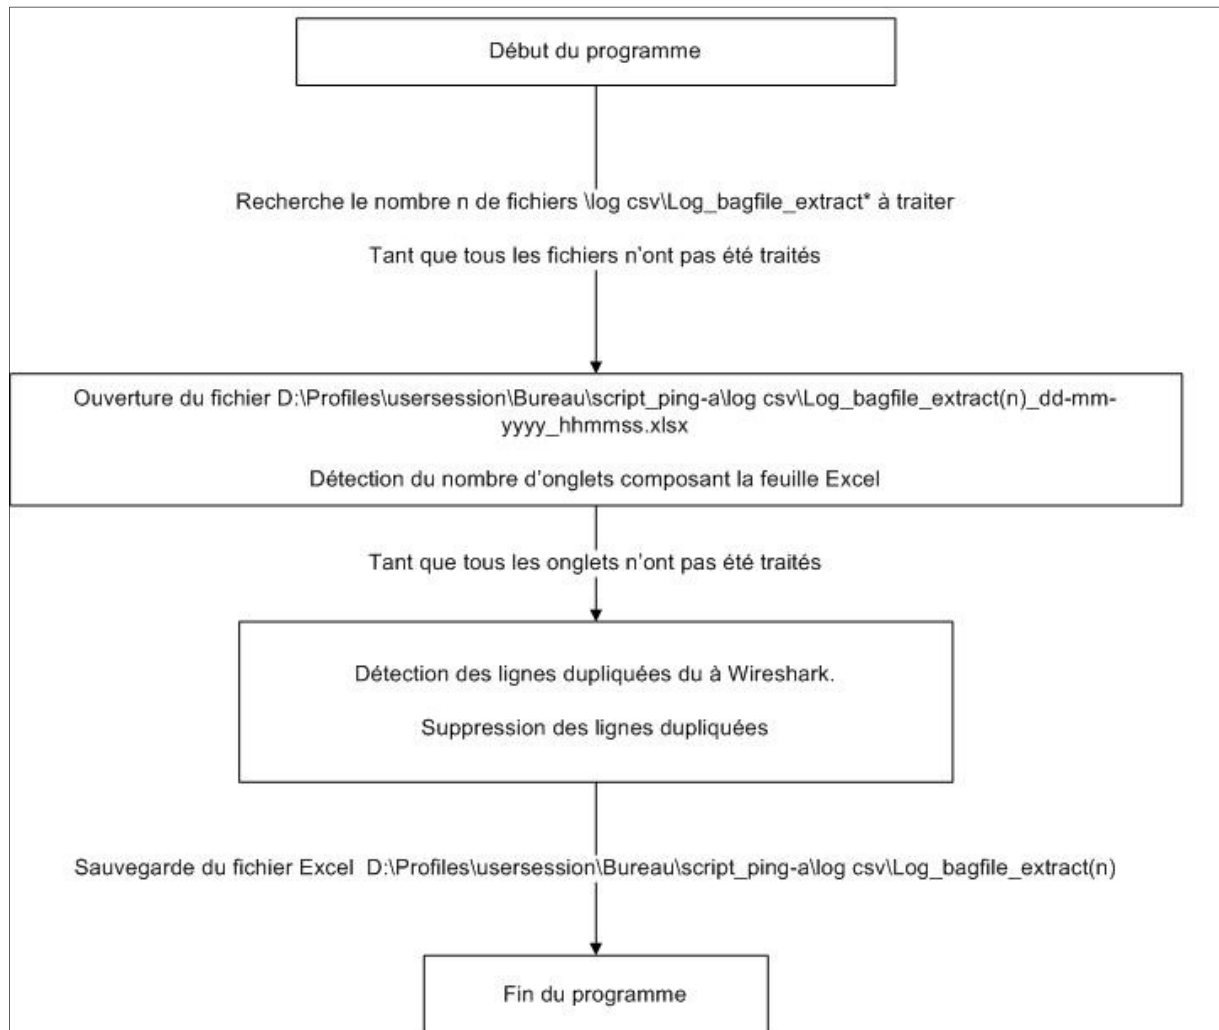 Début du programme
Recherche le nombre n de fichiers \log csv\Log_bagfile_extract* à traiter
Tant que tous les fichiers n'ont pas été traités
Ouverture du fichier D:\Profiles\usersession\Bureau\script_ping-a\log csv\Log_bagfile_extract(n)_dd-mm-
yyyy_hhmmss.xlsx
Détection du nombre d'onglets composant la feuille Excel
Tant que tous les onglets n'ont pas été traités
Détection des lignes dupliquées du à Wireshark.
Suppression des lignes dupliquées
Sauvegarde du fichier Excel  D:\Profiles\usersession\Bureau\script_ping-a\log csv\Log_bagfile_extract(n)
Fin du programme